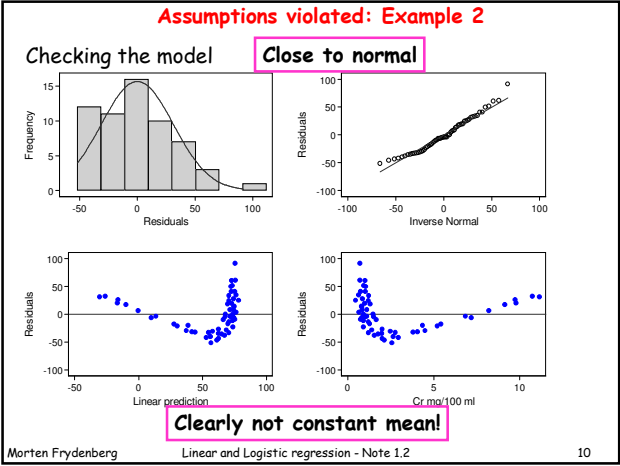 Assumptions violated: Example 2
Checking the model
Close to normal
15
10
5
0
Frequency
-50 0 50 100
Residuals
100
50
0
-50
-100
Residuals
-100 -50 0 50 100
Inverse Normal
100
50
0
-50
-100
Residuals
-50 0 50 100
Linear prediction
100
50
0
-50
-100
Residuals
0 5 10
Cr mg/100 ml
Clearly not constant mean!
Morten Frydenberg Linear and Logistic regression - Note 1.2 10